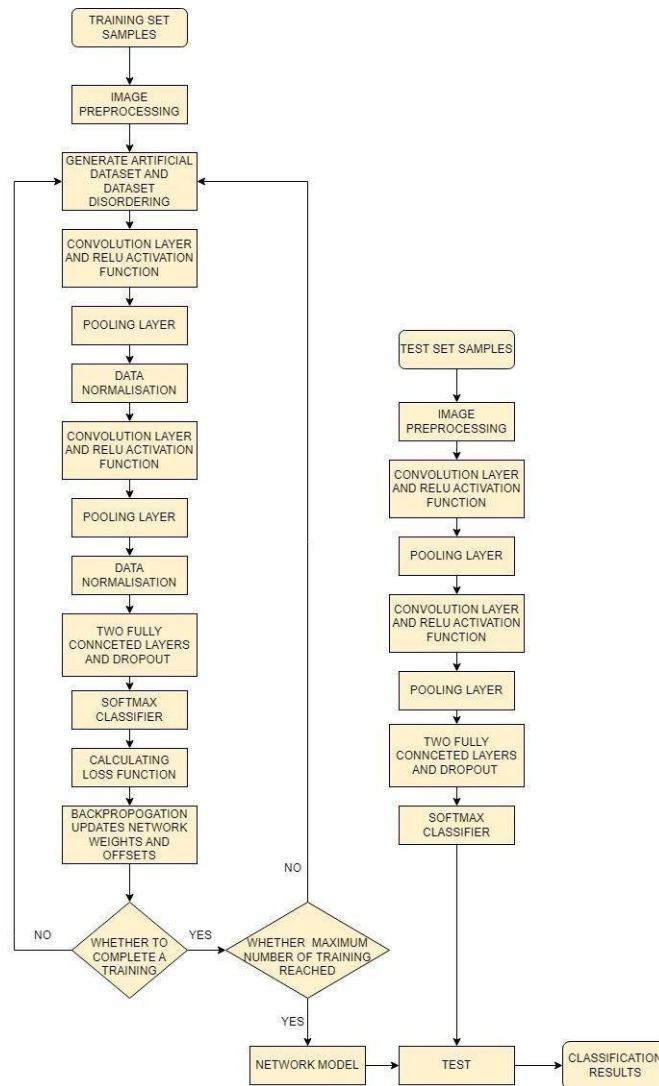 TRAINING SET
SAMPLES
IMAGE
PREPROCESSING
GENERATE ARTIFICIAL
DATASET AND
DATASET
DISORDERING
CONVOLUTION LAYER
AND RELU ACTIVATION
FUNCTION
POOLING LAYER
DATA
NORMALISATION
CONVOLUTION LAYER
AND RELU ACTIVATION
FUNCTION
POOLING LAYER
DATA
NORMALISATION
TWO FULLY
CONNCETED LAYERS
AND DROPOUT
SOFTMAX
CLASSIFIER
CALCULATING
LOSS FUNCTION
BACKPROPOGATION
UPDATES NETWORK
WEIGHTS AND
OFFSETS
NO
WHETHER TO
COMPLETE A
TRAINING
YES
NO
WHETHER MAXIMUM
NUMBER OF TRAINING
REACHED
YES
NETWORK MODEL
TEST SET SAMPLES
IMAGE
PREPROCESSING
CONVOLUTION LAYER
AND RELU ACTIVATION
FUNCTION
POOLING LAYER
CONVOLUTION LAYER
AND RELU ACTIVATION
FUNCTION
POOLING LAYER
TWO FULLY
CONNCETED LAYERS
AND DROPOUT
SOFTMAX
CLASSIFIER
TEST
CLASSIFICATION
RESULTS